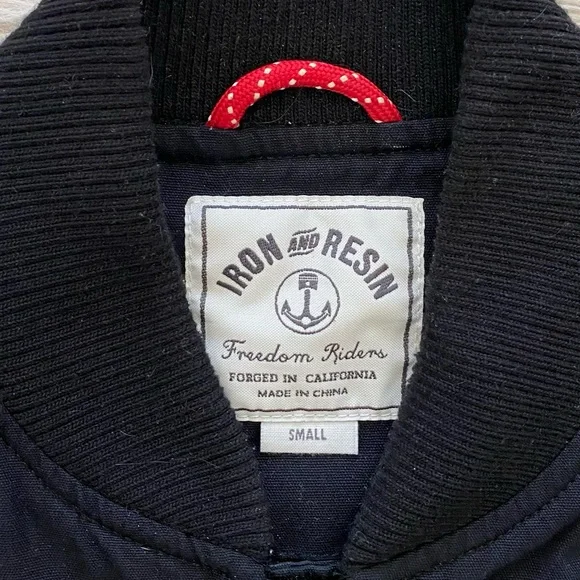 IRON AND RESIN
Freedom Riders
FORGED IN CALIFORNIA
MADE IN CHINA
SMALL